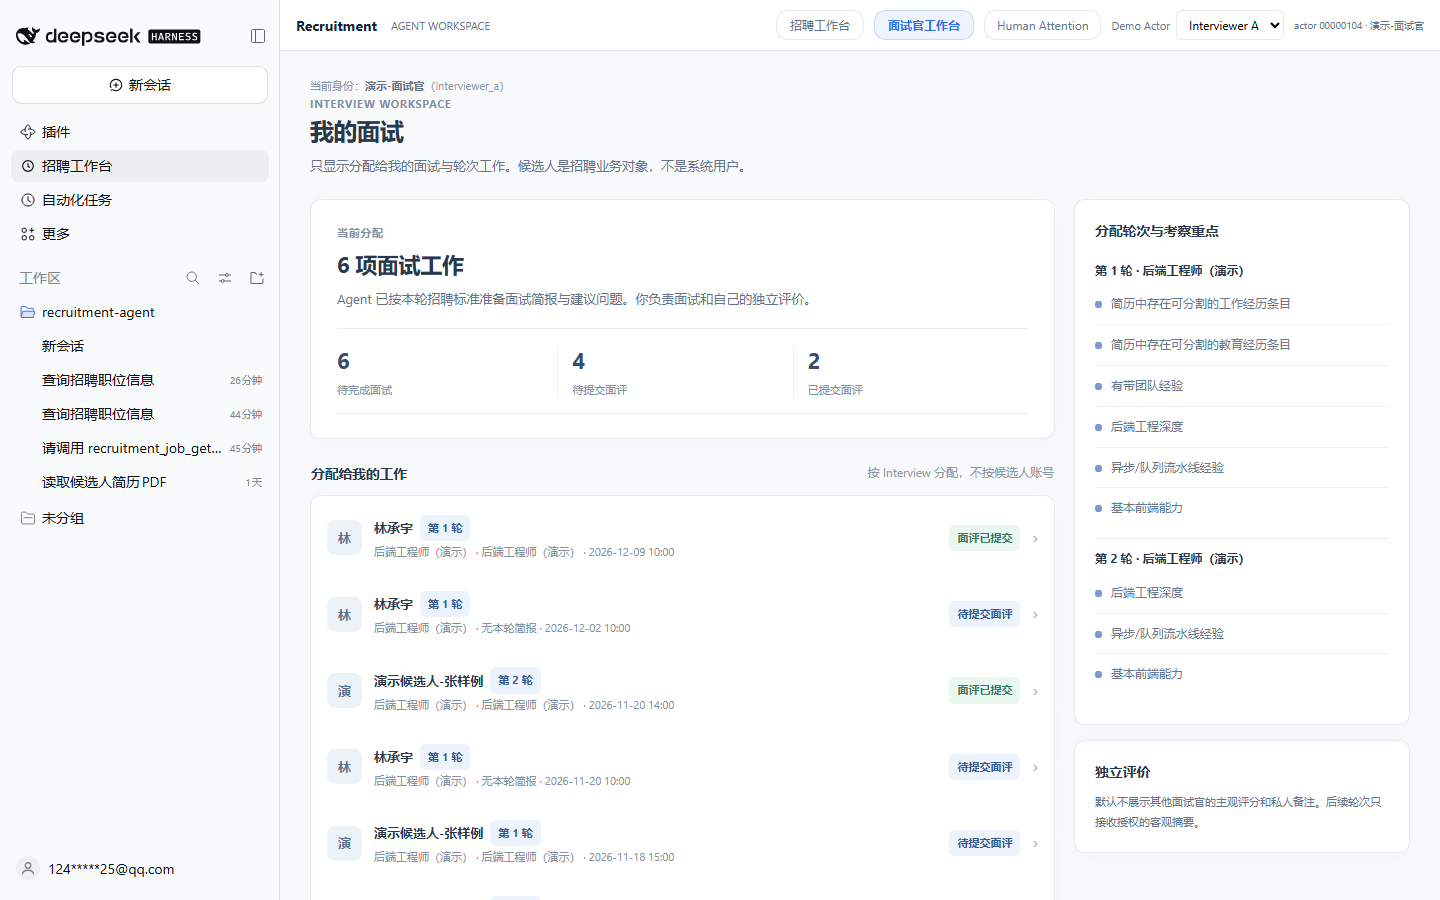 deepseek HARNESS
新会话
插件
招聘工作台
自动化任务
更多
工作区
recruitment-agent
新会话
查询招聘职位信息 26分钟
查询招聘职位信息 44分钟
请调用 recruitment_job_get... 45分钟
读取候选人简历 PDF 1天
未分组
124*****25@qq.com
Recruitment AGENT WORKSPACE
招聘工作台
面试官工作台
Human Attention
Demo Actor
Interviewer A
actor 00000104 · 演示-面试官
当前身份：演示-面试官（interviewer_a）
INTERVIEW WORKSPACE
我的面试
只显示分配给我的面试与轮次工作。候选人是招聘业务对象，不是系统用户。
当前分配
6 项面试工作
Agent 已按本轮招聘标准准备面试简报与建议问题。你负责面试和自己的独立评价。
6
待完成面试
4
待提交面评
2
已提交面评
分配给我的工作
按 Interview 分配，不按候选人账号
林
林承宇 第 1 轮
后端工程师（演示） · 后端工程师（演示） · 2026-12-09 10:00
面评已提交 ›
林
林承宇 第 1 轮
后端工程师（演示） · 无本轮简报 · 2026-12-02 10:00
待提交面评 ›
演
演示候选人-张样例 第 2 轮
后端工程师（演示） · 后端工程师（演示） · 2026-11-20 14:00
面评已提交 ›
林
林承宇 第 1 轮
后端工程师（演示） · 无本轮简报 · 2026-11-20 10:00
待提交面评 ›
演
演示候选人-张样例 第 1 轮
后端工程师（演示） · 后端工程师（演示） · 2026-11-18 15:00
待提交面评 ›
分配轮次与考察重点
第 1 轮 · 后端工程师（演示）
简历中存在可分割的工作经历条目
简历中存在可分割的教育经历条目
有带团队经验
后端工程深度
异步/队列流水线经验
基本前端能力
第 2 轮 · 后端工程师（演示）
后端工程深度
异步/队列流水线经验
基本前端能力
独立评价
默认不展示其他面试官的主观评分和私人备注。后续轮次只
接收授权的客观摘要。